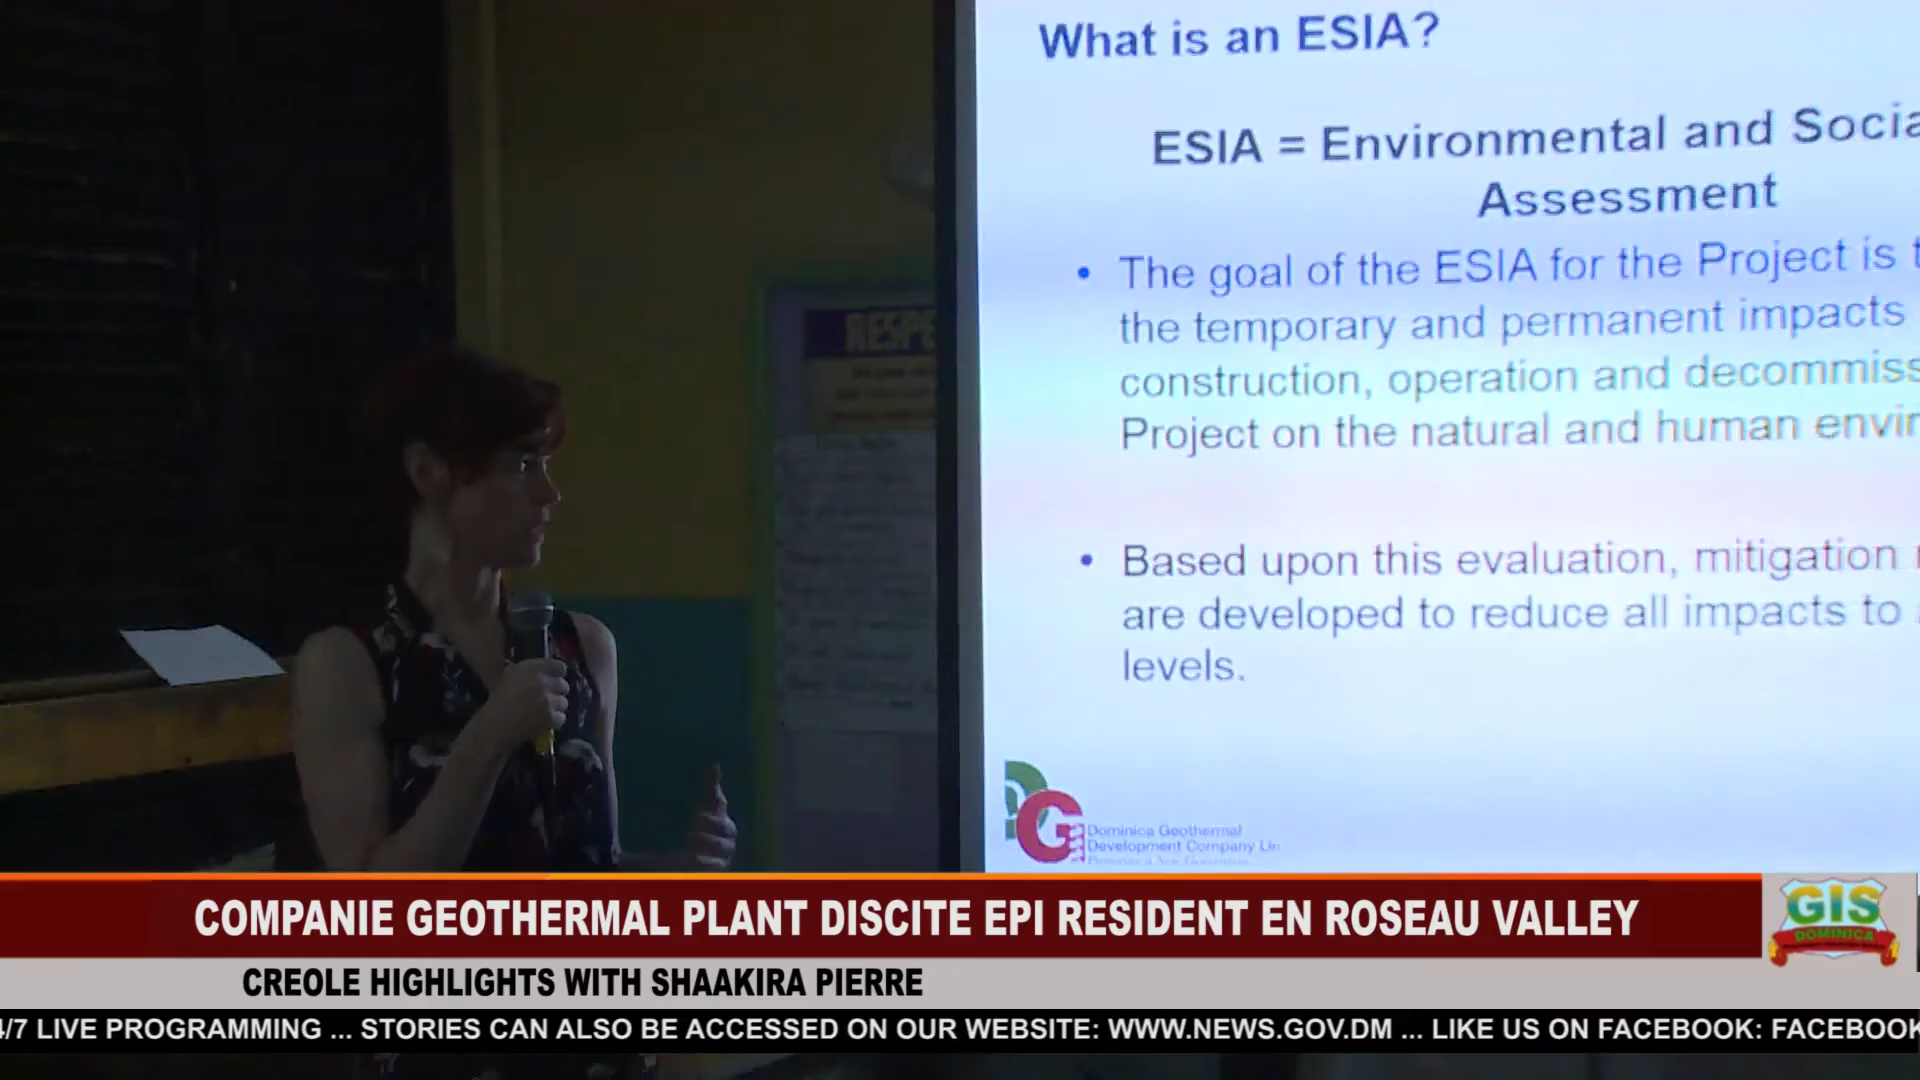 What is an ESIA?
ESIA = Environmental and Socia
Assessment
• The goal of the ESIA for the Project is t
the temporary and permanent impacts
construction, operation and decommiss
Project on the natural and human envir
• Based upon this evaluation, mitigation
are developed to reduce all impacts to
levels.
RESPE
Dominica Geothermal
Development Company Lim
COMPANIE GEOTHERMAL PLANT DISCITE EPI RESIDENT EN ROSEAU VALLEY
GIS
DOMINICA
CREOLE HIGHLIGHTS WITH SHAAKIRA PIERRE
4/7 LIVE PROGRAMMING ... STORIES CAN ALSO BE ACCESSED ON OUR WEBSITE: WWW.NEWS.GOV.DM ... LIKE US ON FACEBOOK: FACEBOOK